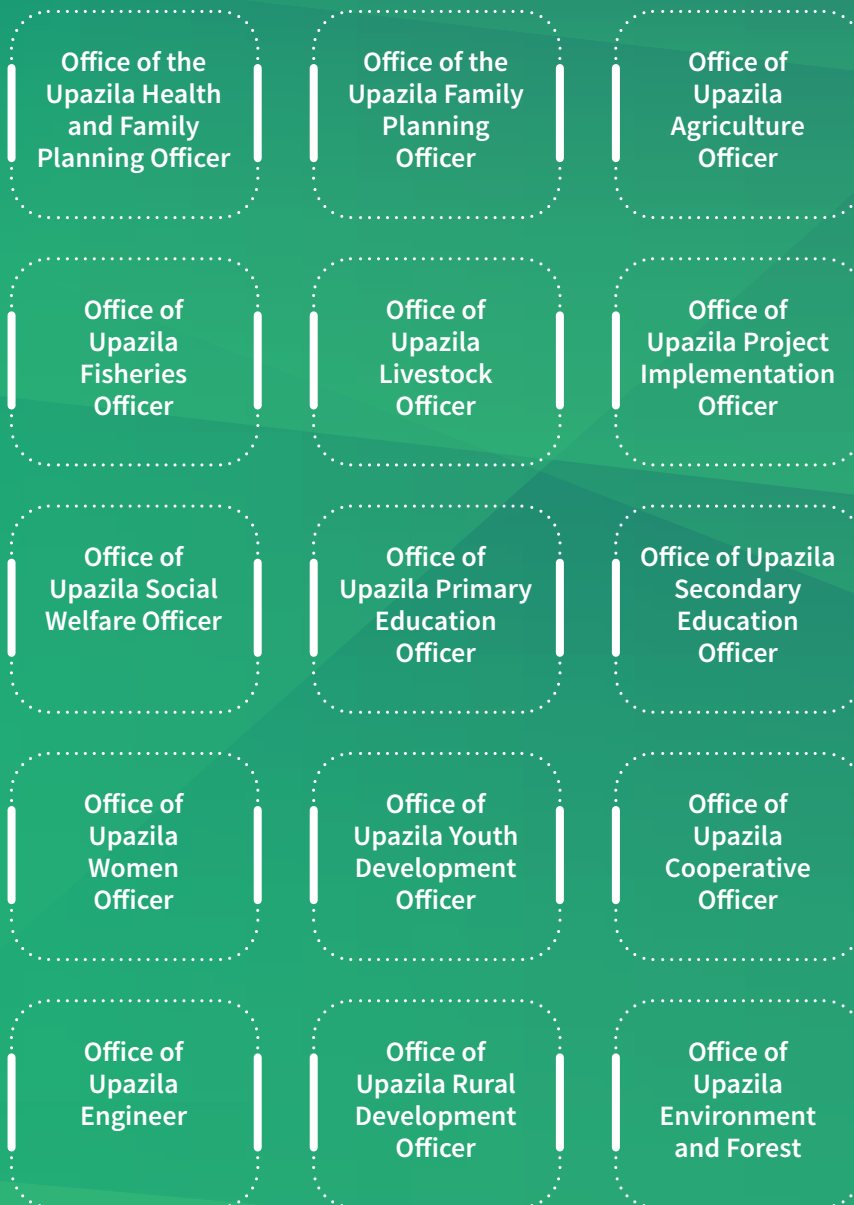 Office of the
Upazila Health
and Family
Planning Officer
Office of the
Upazila Family
Planning
Officer
Office of
Upazila
Agriculture
Officer
Office of
Upazila
Fisheries
Officer
Office of
Upazila
Livestock
Officer
Office of
Upazila Project
Implementation
Officer
Office of
Upazila Social
Welfare Officer
Office of
Upazila Primary
Education
Officer
Office of Upazila
Secondary
Education
Officer
Office of
Upazila
Women
Officer
Office of
Upazila Youth
Development
Officer
Office of
Upazila
Cooperative
Officer
Office of
Upazila
Engineer
Office of
Upazila Rural
Development
Officer
Office of
Upazila
Environment
and Forest